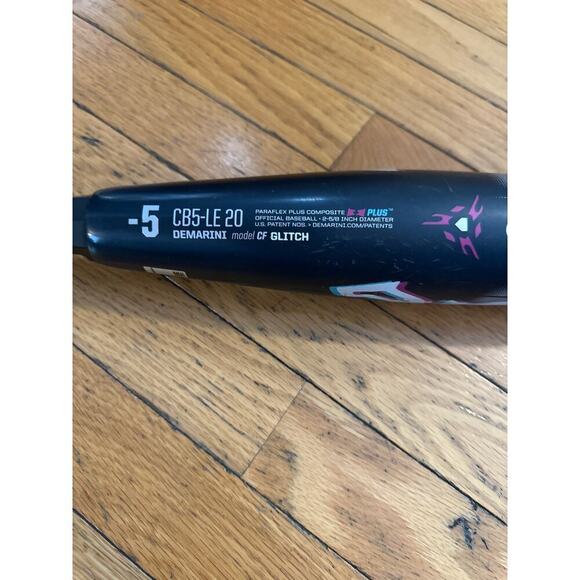 -5
CB5-LE 20
DEMARINI model CF GLITCH
PARAFLEX PLUS COMPOSITE PLUS™
OFFICIAL BASEBALL • 2-5/8 INCH DIAMETER
U.S. PATENT NOS. > DEMARINI.COM/PATENTS